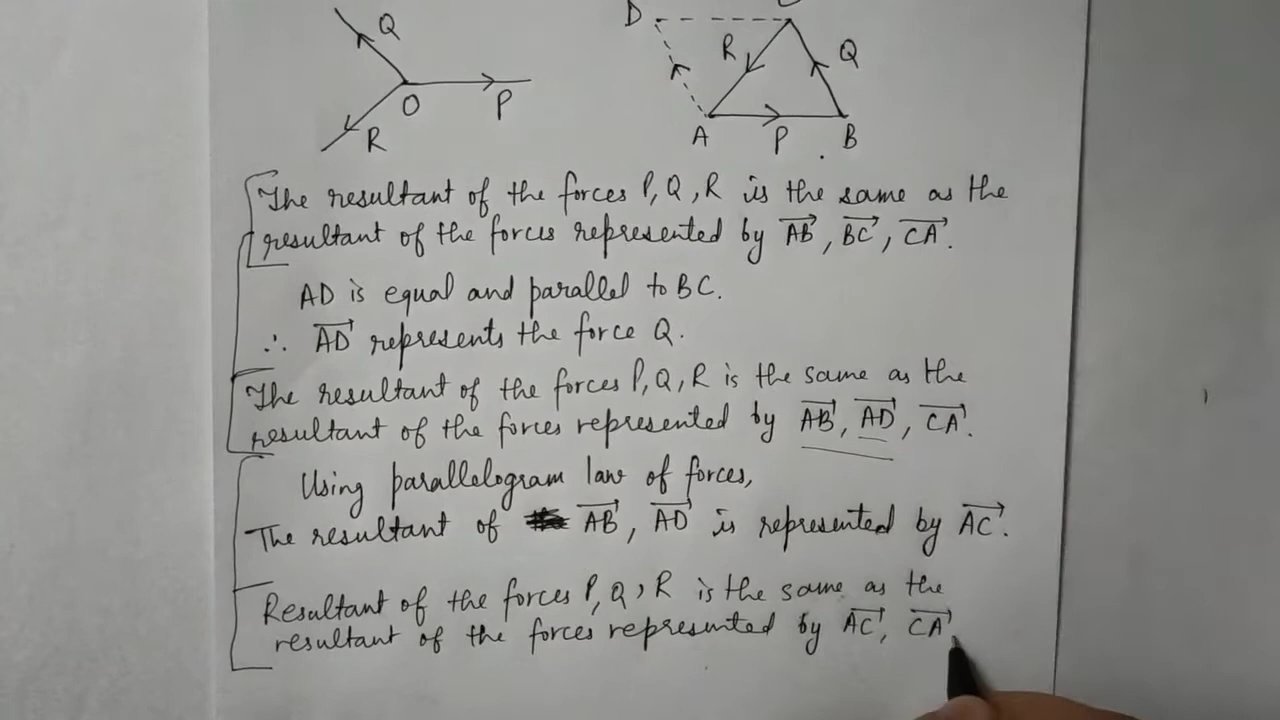 Q
O
P
R
D
C
R
Q
A
P
B
The resultant of the forces P, Q, R is the same as the
resultant of the forces represented by AB, BC, CA.
AD is equal and parallel to BC.
∴ AD represents the force Q.
The resultant of the forces P, Q, R is the same as the
resultant of the forces represented by AB, AD, CA.
Using parallelogram law of forces,
The resultant of AB, AD is represented by AC.
Resultant of the forces P, Q, R is the same as the
resultant of the forces represented by AC, CA